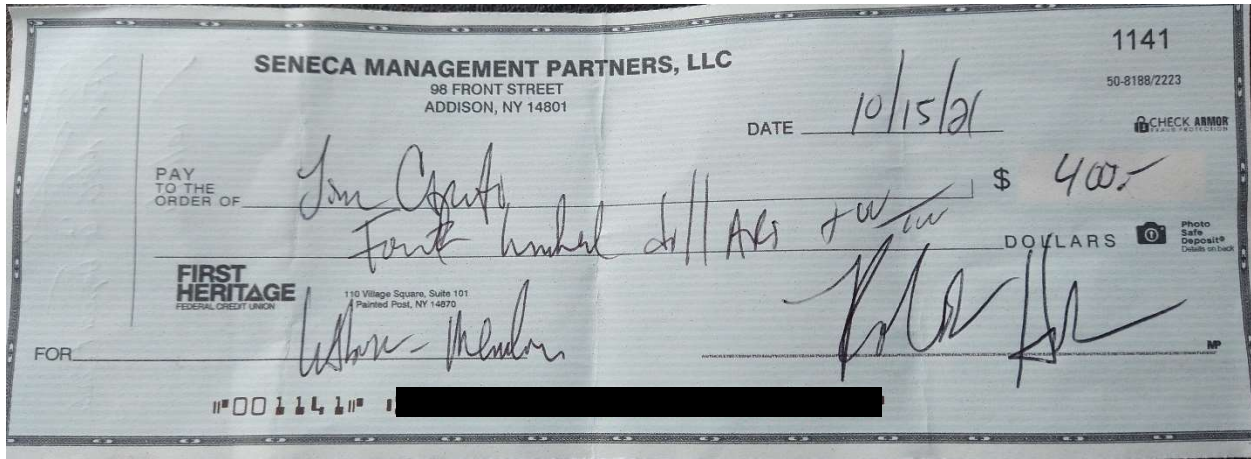 1141
SENECA MANAGEMENT PARTNERS, LLC
98 FRONT STREET
ADDISON, NY 14801
50-8188/2223
DATE 10/15/21
CHECK ARMOR
FRAUD PROTECTION
PAY
TO THE
ORDER OF
$ 400.-
hundred dollars
DOLLARS
Photo
Safe
Deposit®
Details on back
FIRST
HERITAGE
FEDERAL CREDIT UNION
110 Village Square, Suite 101
Painted Post, NY 14870
FOR
MP
001141